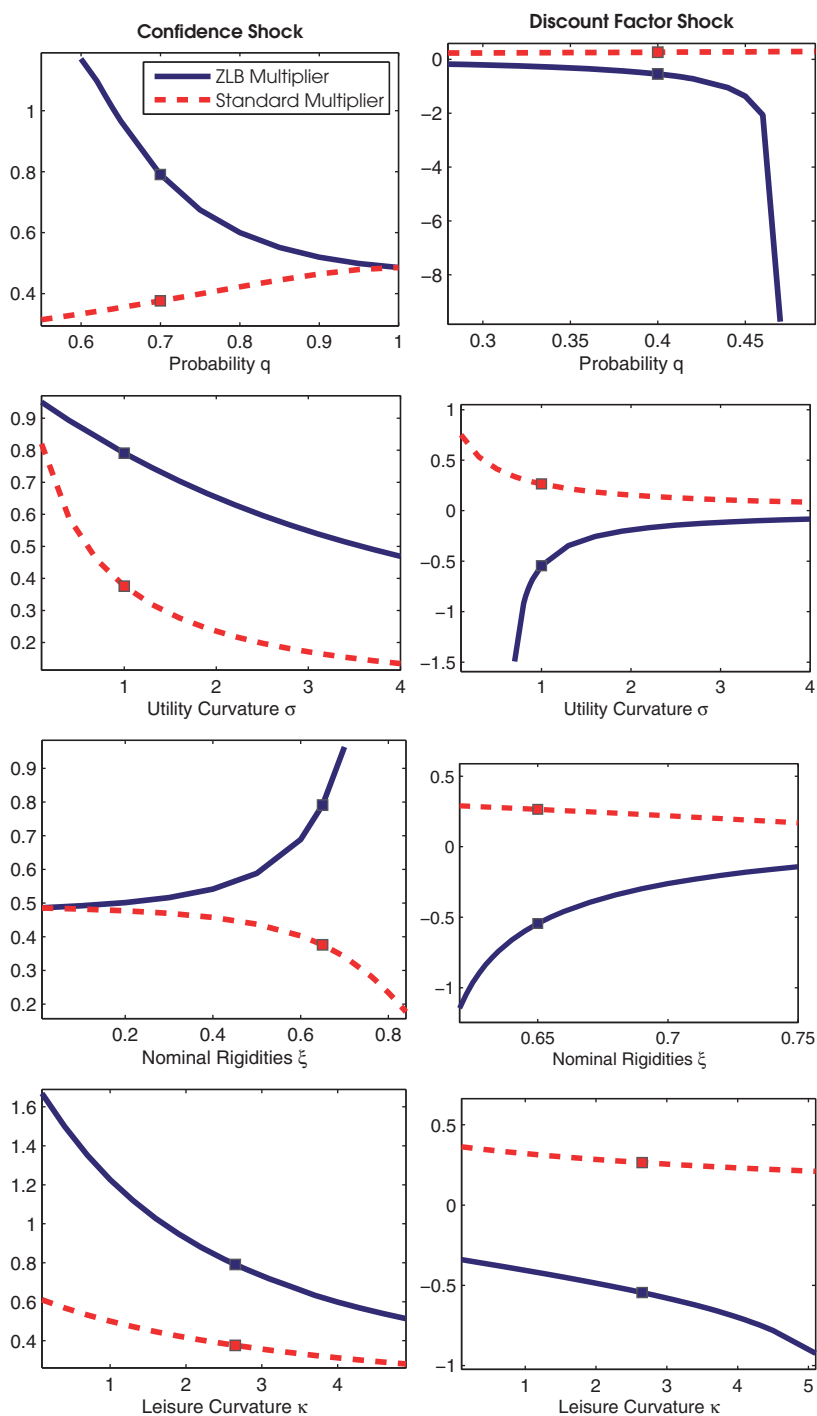 Confidence Shock
Discount Factor Shock
ZLB Multiplier
Standard Multiplier
1
0.8
0.6
0.4
0.6 0.7 0.8 0.9 1
Probability q
0
−2
−4
−6
−8
0.3 0.35 0.4 0.45
Probability q
0.9
0.8
0.7
0.6
0.5
0.4
0.3
0.2
1 2 3 4
Utility Curvature σ
1
0.5
0
−0.5
−1
−1.5
1 2 3 4
Utility Curvature σ
0.9
0.8
0.7
0.6
0.5
0.4
0.3
0.2
0.2 0.4 0.6 0.8
Nominal Rigidities ξ
0.5
0
−0.5
−1
0.65 0.7 0.75
Nominal Rigidities ξ
1.6
1.4
1.2
1
0.8
0.6
0.4
1 2 3 4
Leisure Curvature κ
0.5
0
−0.5
−1
1 2 3 4 5
Leisure Curvature κ